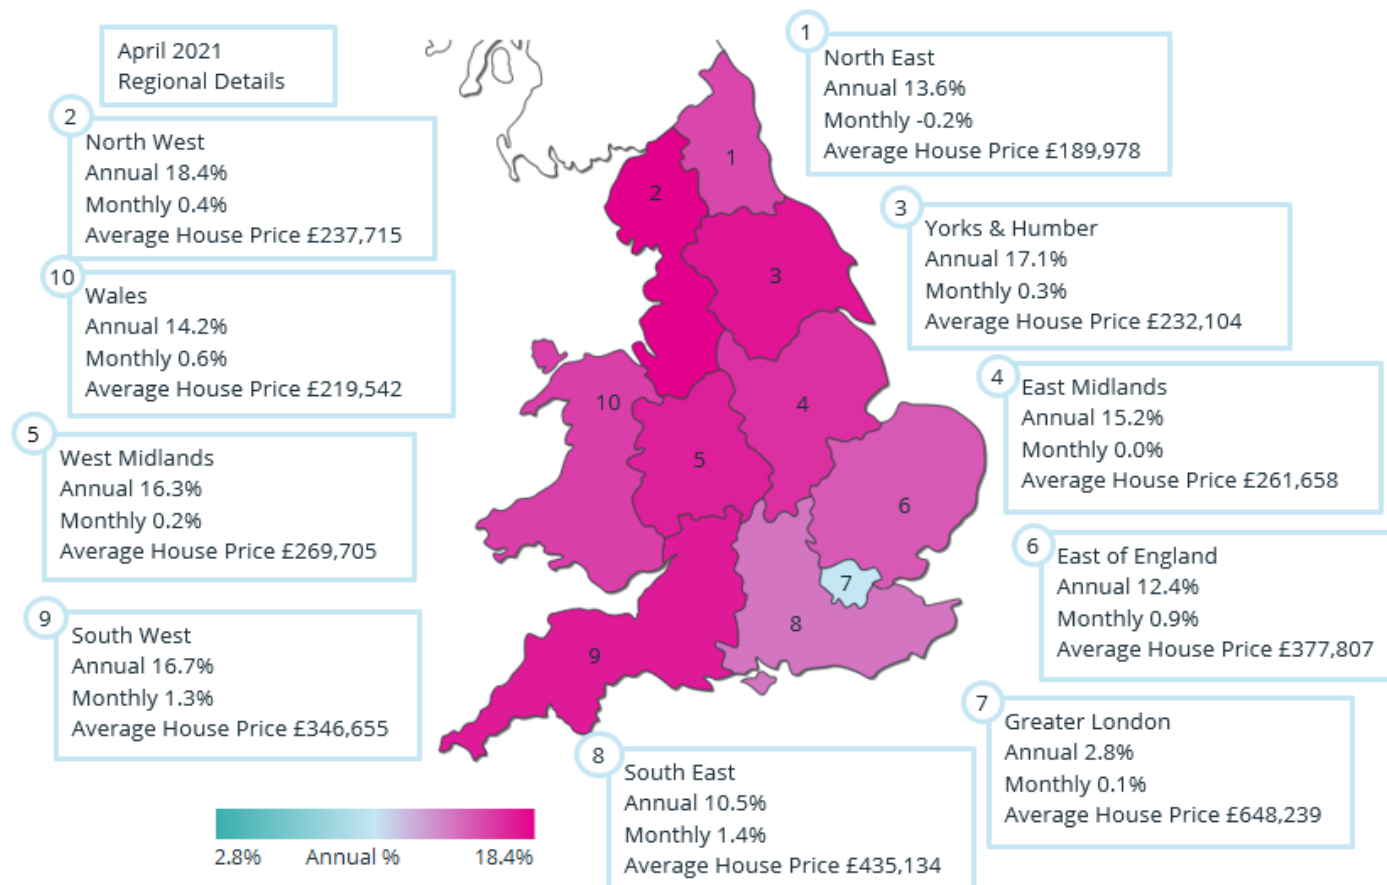 April 2021
Regional Details
1
North East
Annual 13.6%
Monthly -0.2%
Average House Price £189,978
2
North West
Annual 18.4%
Monthly 0.4%
Average House Price £237,715
3
Yorks & Humber
Annual 17.1%
Monthly 0.3%
Average House Price £232,104
10
Wales
Annual 14.2%
Monthly 0.6%
Average House Price £219,542
4
East Midlands
Annual 15.2%
Monthly 0.0%
Average House Price £261,658
5
West Midlands
Annual 16.3%
Monthly 0.2%
Average House Price £269,705
6
East of England
Annual 12.4%
Monthly 0.9%
Average House Price £377,807
9
South West
Annual 16.7%
Monthly 1.3%
Average House Price £346,655
7
Greater London
Annual 2.8%
Monthly 0.1%
Average House Price £648,239
8
South East
Annual 10.5%
Monthly 1.4%
Average House Price £435,134
1
2
3
10
4
5
6
7
8
9
2.8% Annual % 18.4%